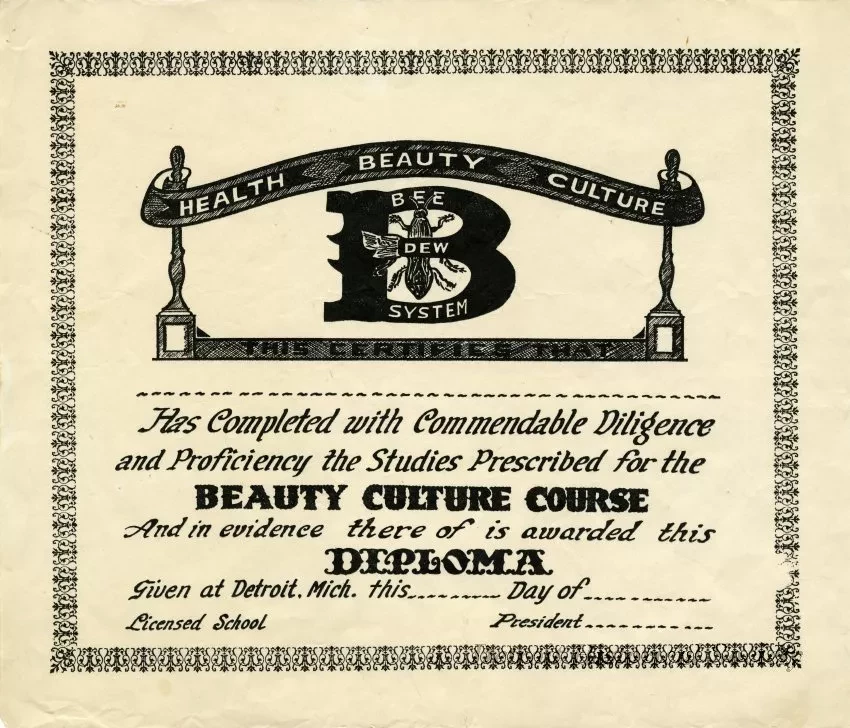 HEALTH BEAUTY CULTURE
BEE
DEW
SYSTEM
THIS CERTIFIES THAT
Has Completed with Commendable Diligence
and Proficiency the Studies Prescribed for the
BEAUTY CULTURE COURSE
And in evidence there of is awarded this
DIPLOMA
Given at Detroit, Mich. this Day of
Licensed School President